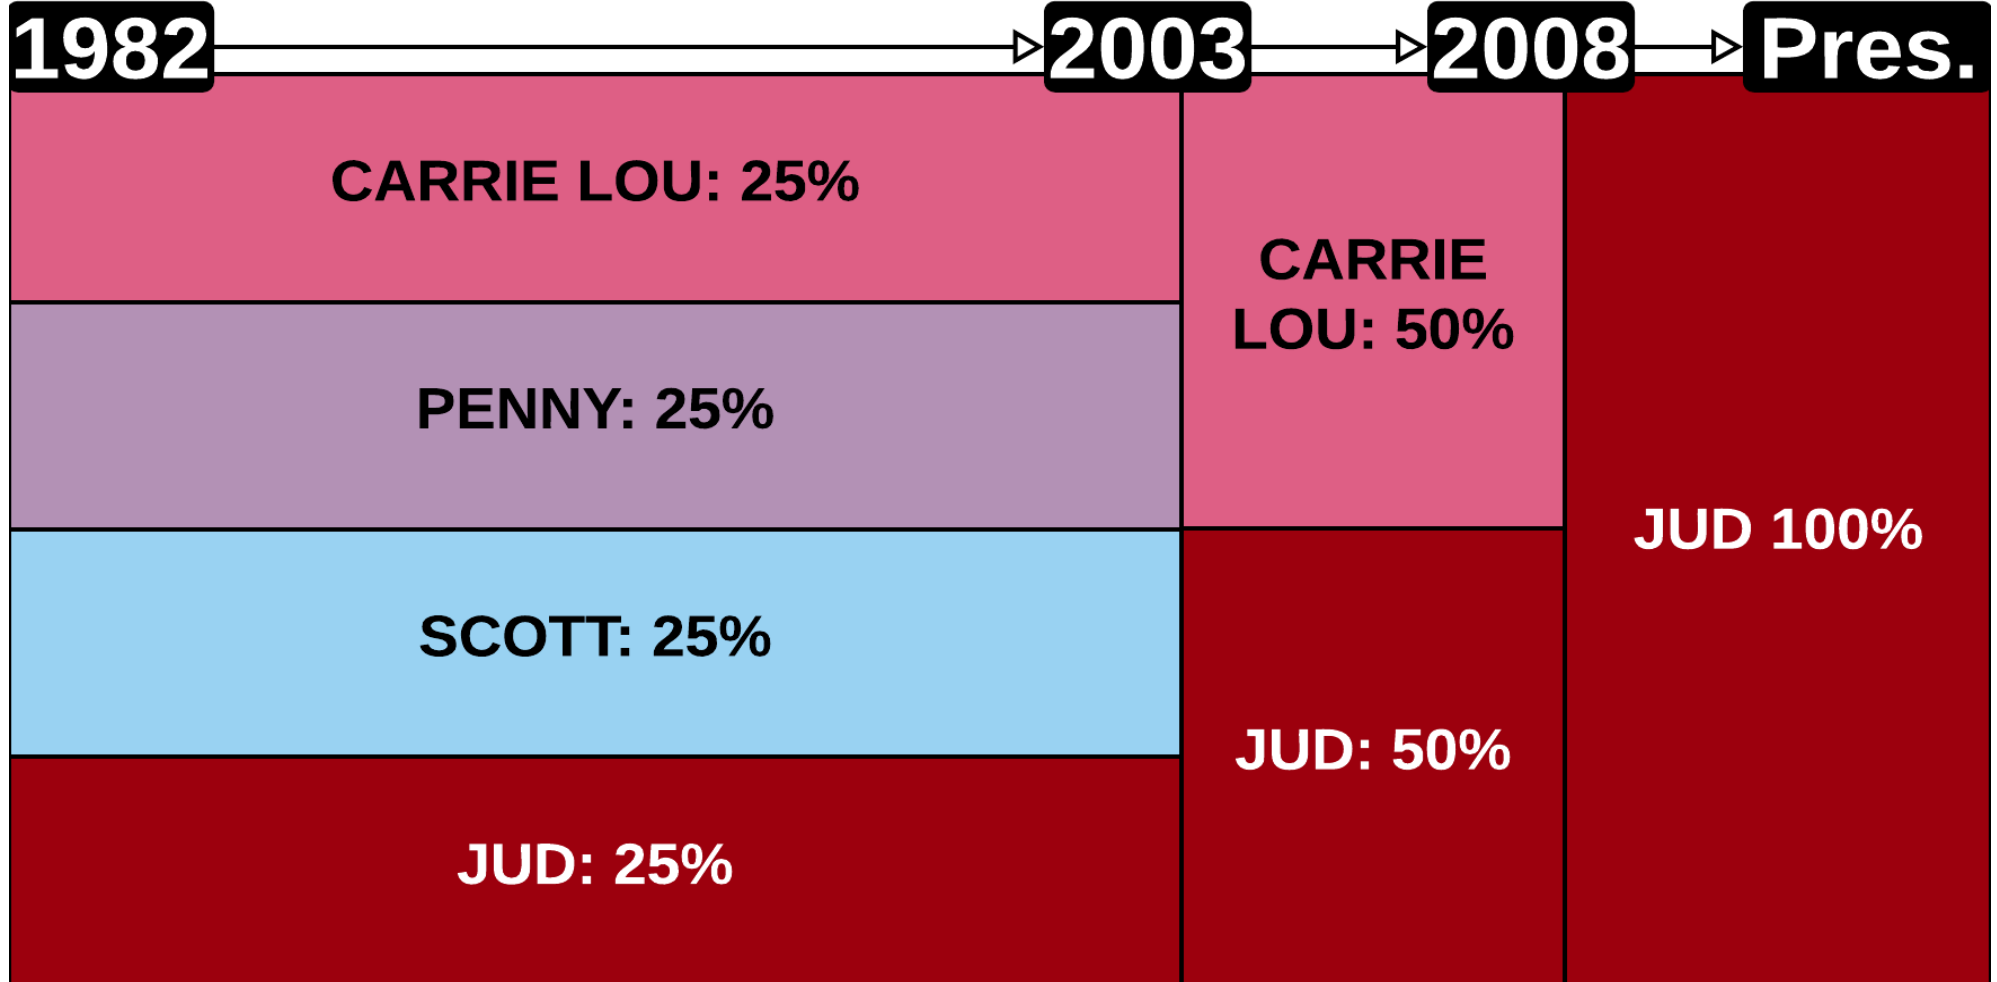 1982 2003 2008 Pres.
CARRIE LOU: 25%
PENNY: 25%
SCOTT: 25%
JUD: 25%
CARRIE
LOU: 50%
JUD: 50%
JUD 100%